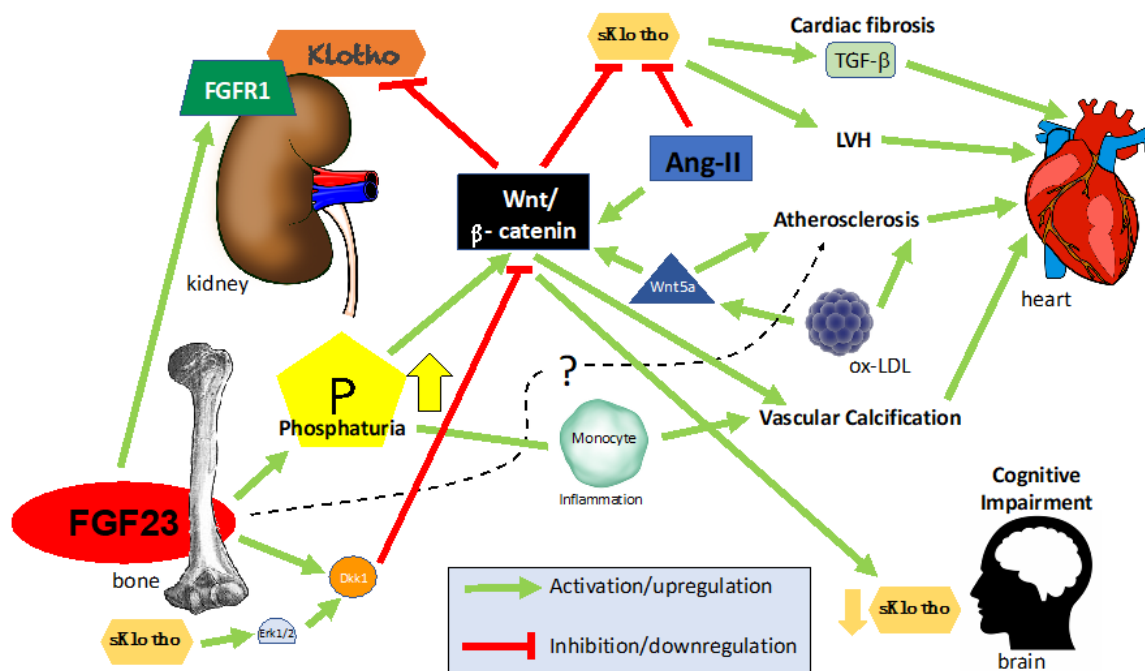 Klotho
FGFR1
kidney
sKlotho
Cardiac fibrosis
TGF-β
LVH
Ang-II
Wnt/
β- catenin
Atherosclerosis
Wnt5a
ox-LDL
heart
P
Phosphaturia
?
Monocyte
Inflammation
Vascular Calcification
FGF23
bone
Dkk1
sKlotho
Erk1/2
Activation/upregulation
Inhibition/downregulation
Cognitive
Impairment
sKlotho
brain